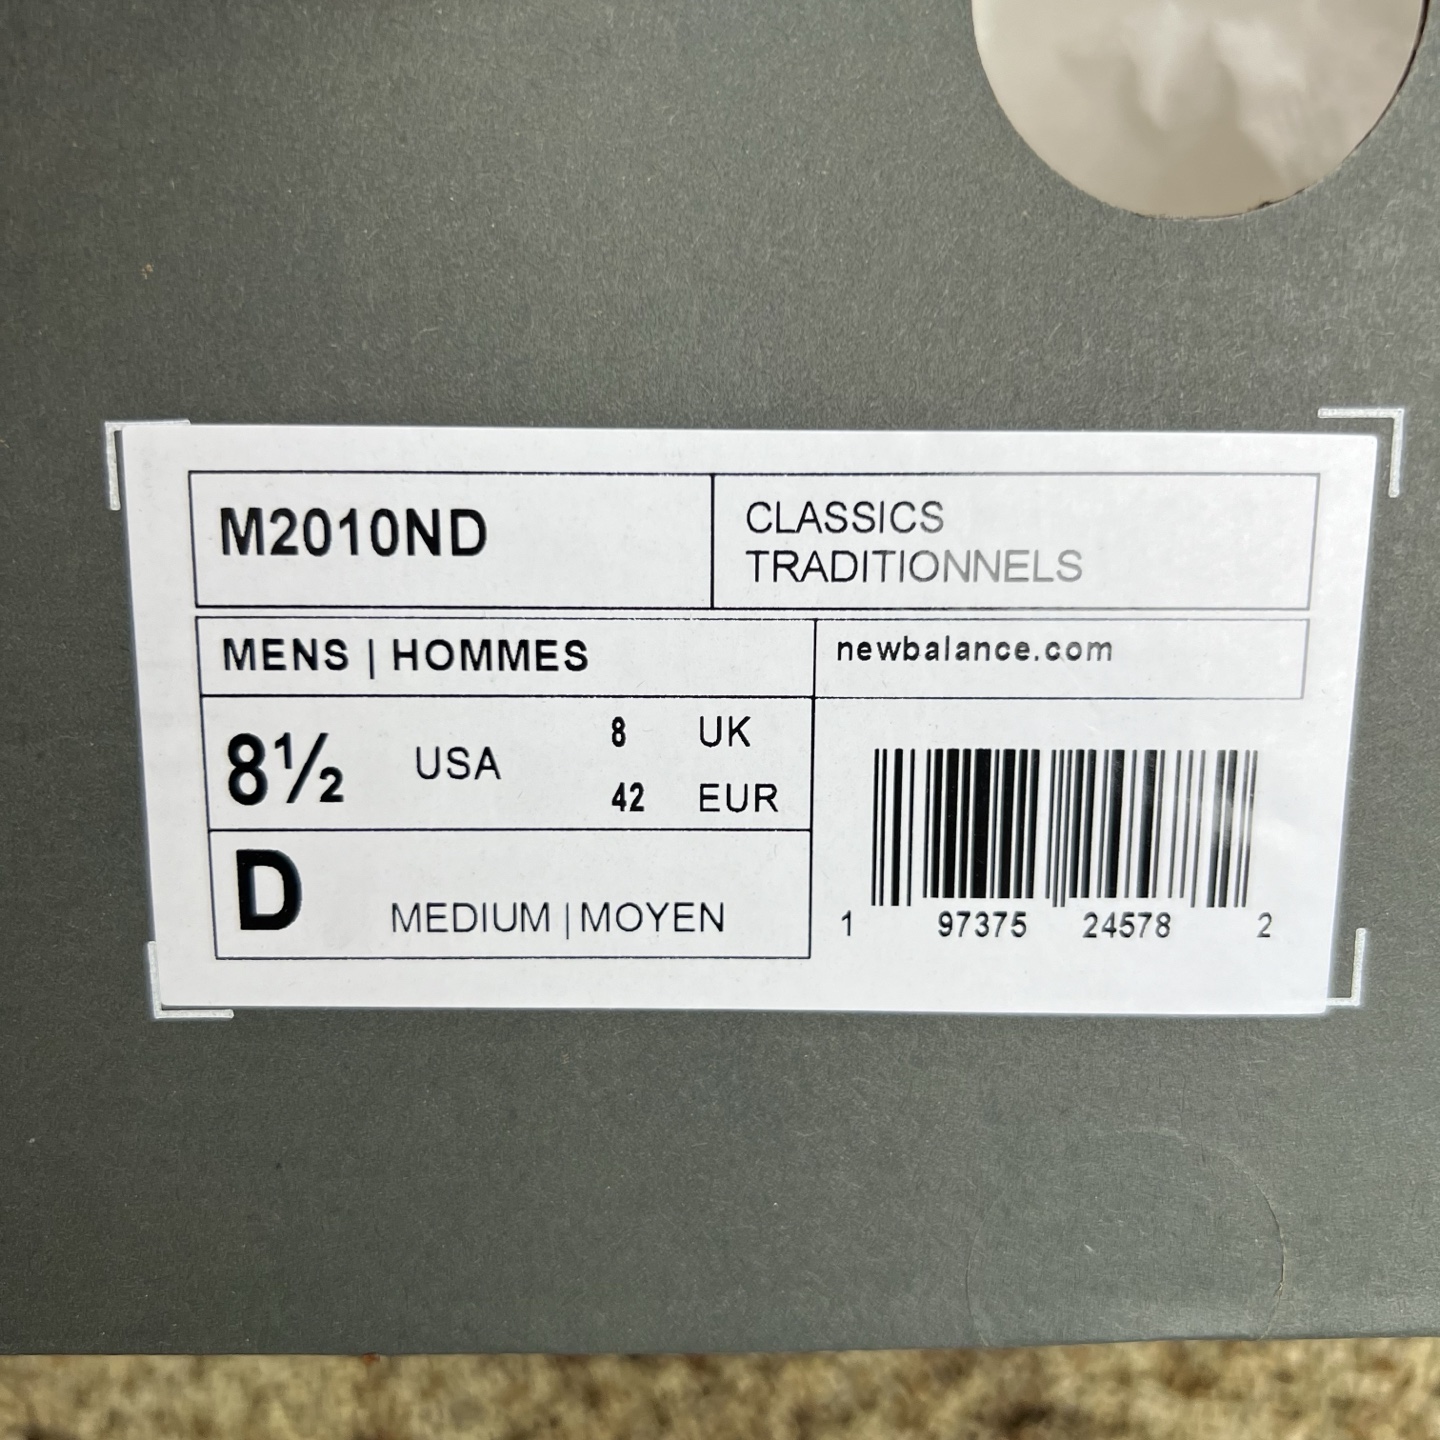 M2010ND
CLASSICS
TRADITIONNELS
MENS | HOMMES
newbalance.com
8½ USA
8 UK
42 EUR
D MEDIUM | MOYEN
1 97375 24578 2